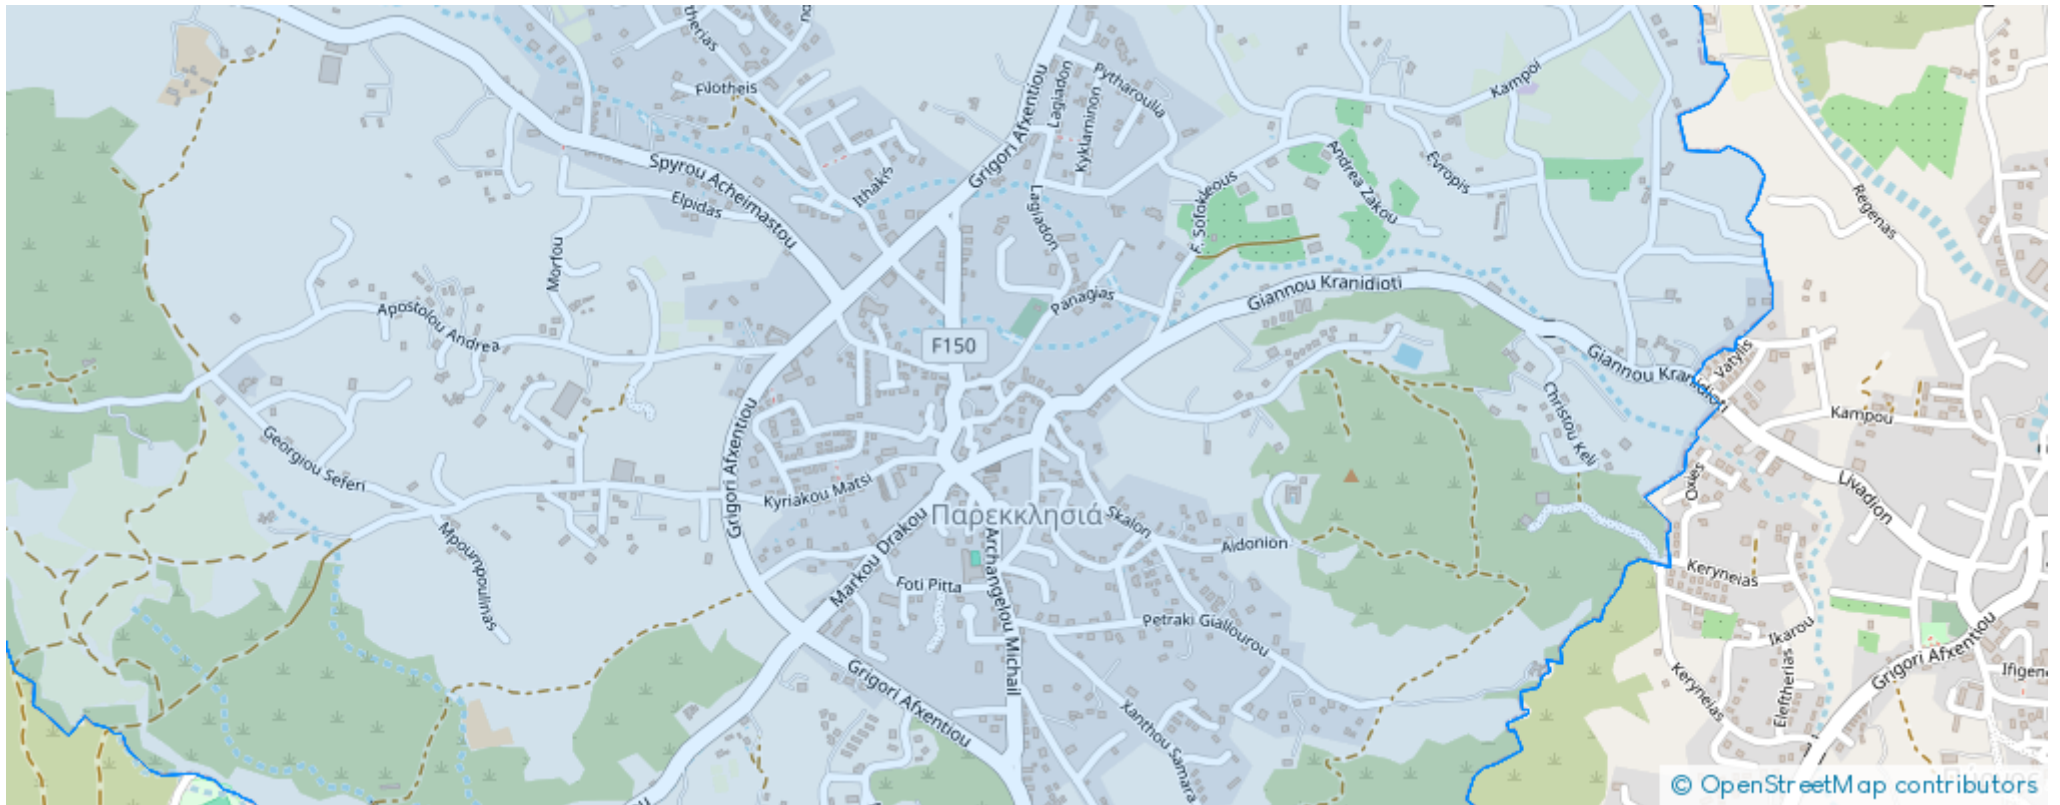 Filotheis
Lagiadon
Pytharoulia
Kyklaminon
Kampoi
Grigori Afxentiou
Spyrou Acheimastou
Elpidas
Ithakis
Lagiadon
F. Sofokleous
Andrea Zakou
Evropis
Regenas
Morfou
Apostolou Andrea
Panagias
Giannou Kranidioti
F150
Giannou Kranidioti
Vatylis
Christou Keli
Kampou
Georgiou Seferi
Grigori Afxentiou
Kyriakou Matsi
Oxies
Livadion
Παρεκκλησιά
Skalon
Aidonion
Mpoumpoulinas
Markou Drakou
Foti Pitta
Archangelou Michail
Petraki Giallourou
Keryneias
Ikarou
Eleftherias
Keryneias
Grigori Afxentiou
Grigori Afxentiou
Xanthou Samara
© OpenStreetMap contributors